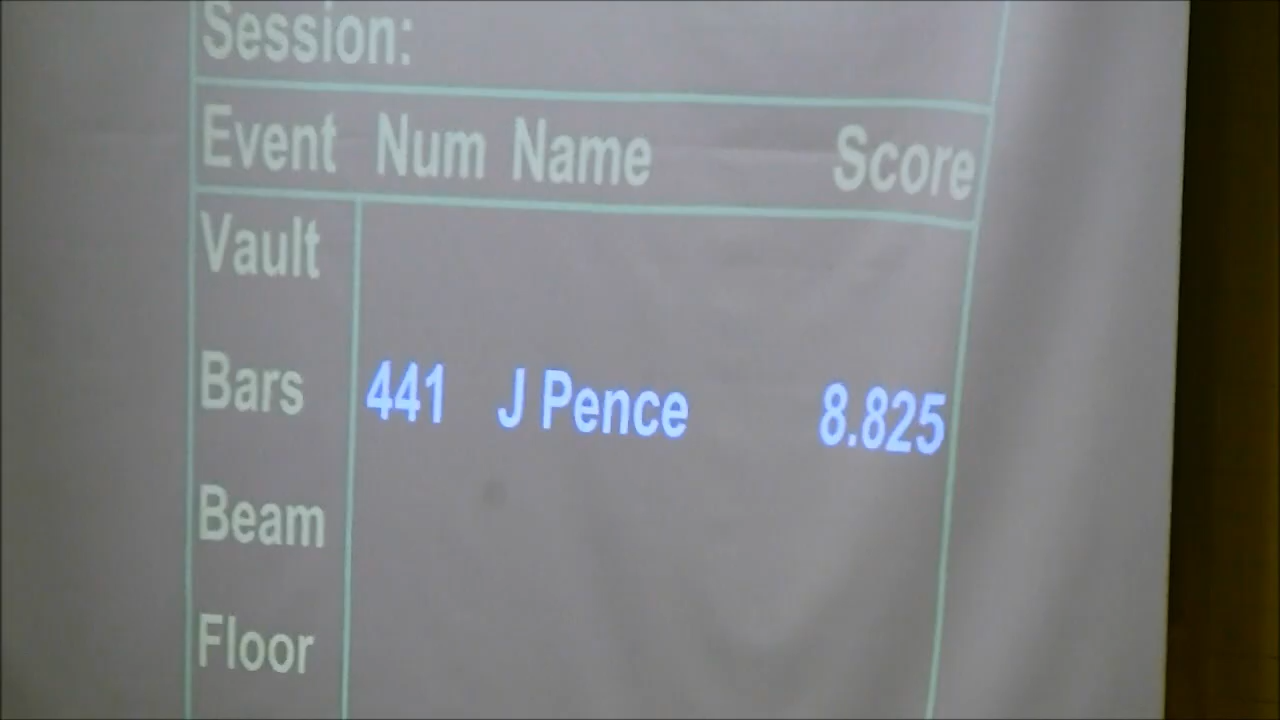 Session:
Event Num Name Score
Vault
Bars 441 J Pence 8.825
Beam
Floor